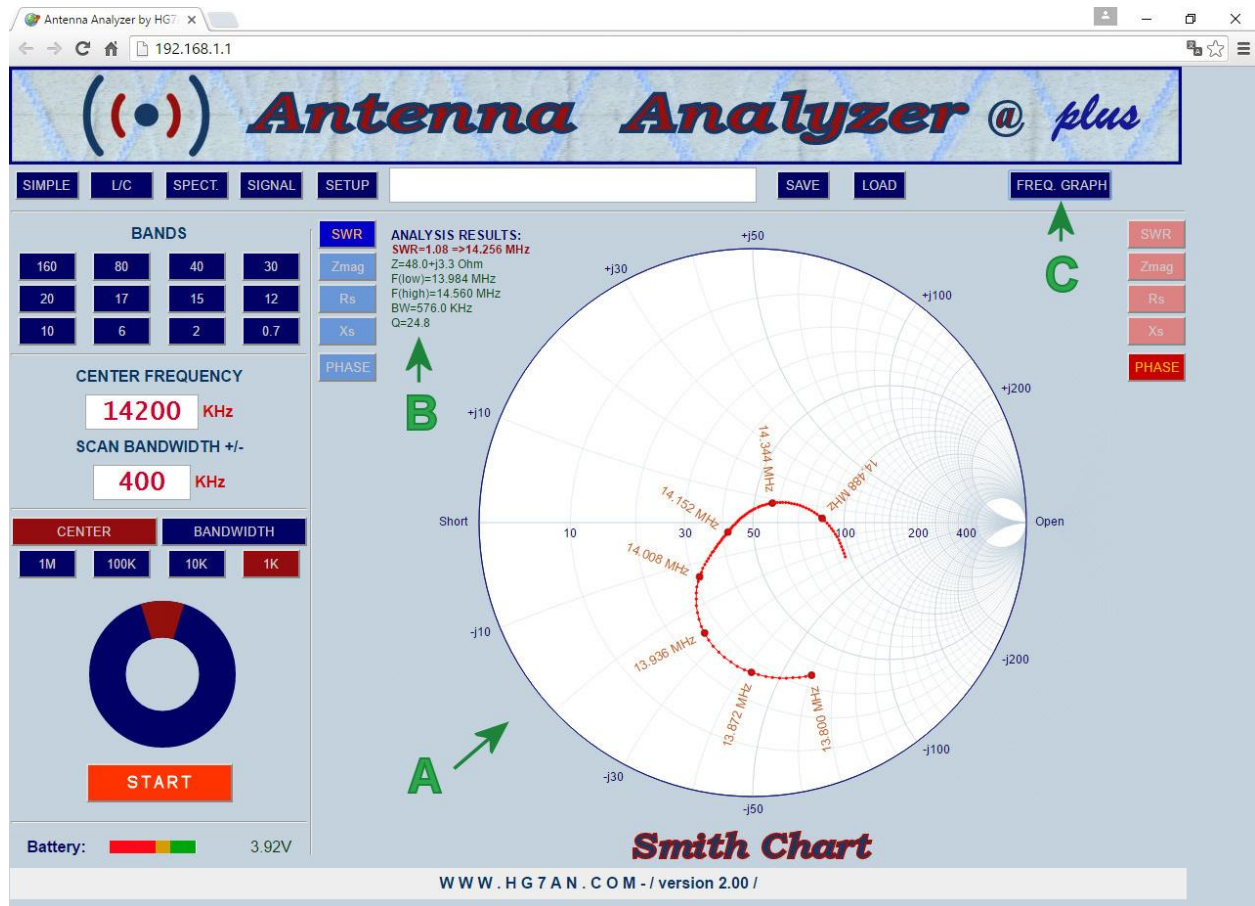 Antenna Analyzer by HG7
192.168.1.1
Antenna Analyzer @ plus
SIMPLE L/C SPECT. SIGNAL SETUP SAVE LOAD FREQ. GRAPH
BANDS
160 80 40 30
20 17 15 12
10 6 2 0.7
CENTER FREQUENCY
14200 KHz
SCAN BANDWIDTH +/-
400 KHz
CENTER BANDWIDTH
1M 100K 10K 1K
START
Battery: 3.92V
SWR
Zmag
Rs
Xs
PHASE
ANALYSIS RESULTS:
SWR=1.08 =>14.256 MHz
Z=48.0+j3.3 Ohm
F(low)=13.984 MHz
F(high)=14.560 MHz
BW=576.0 KHz
Q=24.8
B
A
C
+j50
+j30
+j100
+j200
+j10
14.344 MHz
14.488 MHz
14.152 MHz
Short 10 30 50 100 200 400 Open
14.008 MHz
13.936 MHz
13.872 MHz
13.800 MHz
-j10
-j200
-j100
-j30
-j50
SWR
Zmag
Rs
Xs
PHASE
Smith Chart
WWW.HG7AN.COM - / version 2.00 /